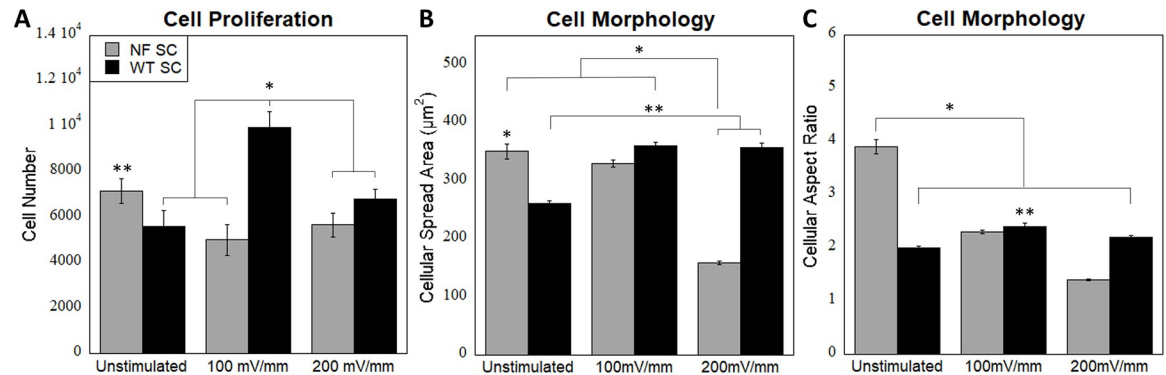 A
Cell Proliferation
Cell Number
1.4 10⁴
1.2 10⁴
1 10⁴
8000
6000
4000
2000
0
NF SC
WT SC
**
*
Unstimulated
100 mV/mm
200 mV/mm
B
Cell Morphology
Cellular Spread Area (μm²)
500
400
300
200
100
0
*
*
**
Unstimulated
100mV/mm
200mV/mm
C
Cell Morphology
Cellular Aspect Ratio
6
5
4
3
2
1
0
*
**
Unstimulated
100mV/mm
200mV/mm